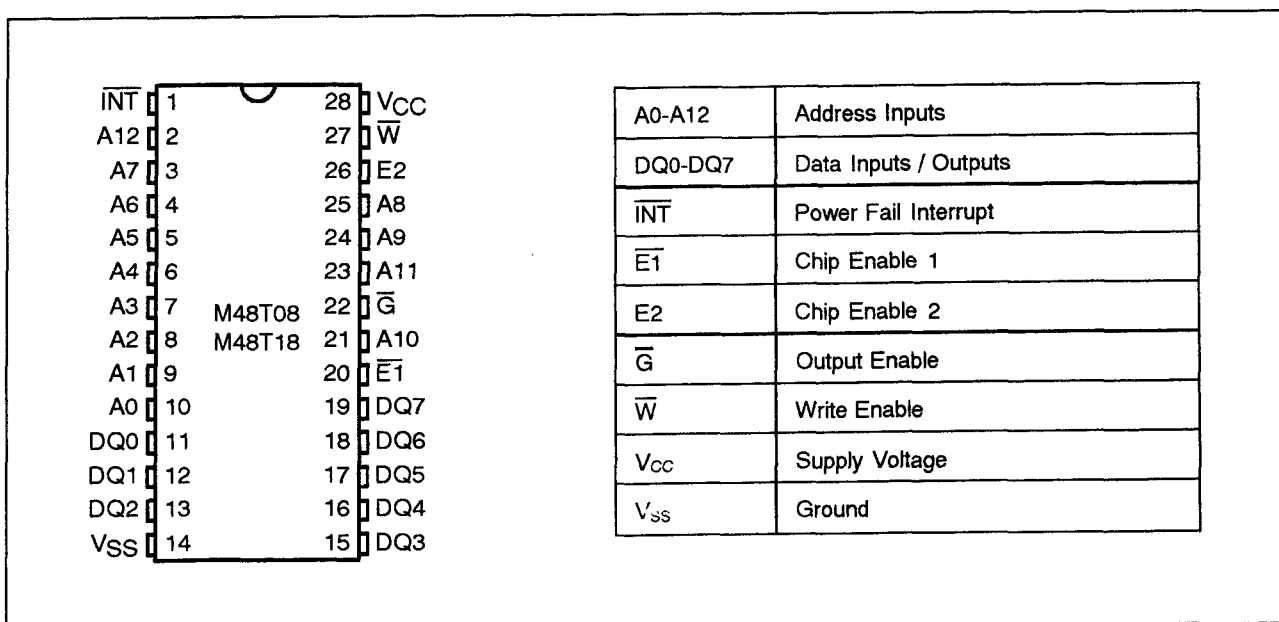 I̅N̅T̅ 1 28 VCC
A12 2 27 W̅
A7 3 26 E2
A6 4 25 A8
A5 5 24 A9
A4 6 23 A11
A3 7 22 G̅
A2 8 21 A10
A1 9 20 E̅1̅
A0 10 19 DQ7
DQ0 11 18 DQ6
DQ1 12 17 DQ5
DQ2 13 16 DQ4
VSS 14 15 DQ3
M48T08
M48T18
A0-A12 Address Inputs
DQ0-DQ7 Data Inputs / Outputs
I̅N̅T̅ Power Fail Interrupt
E̅1̅ Chip Enable 1
E2 Chip Enable 2
G̅ Output Enable
W̅ Write Enable
VCC Supply Voltage
VSS Ground